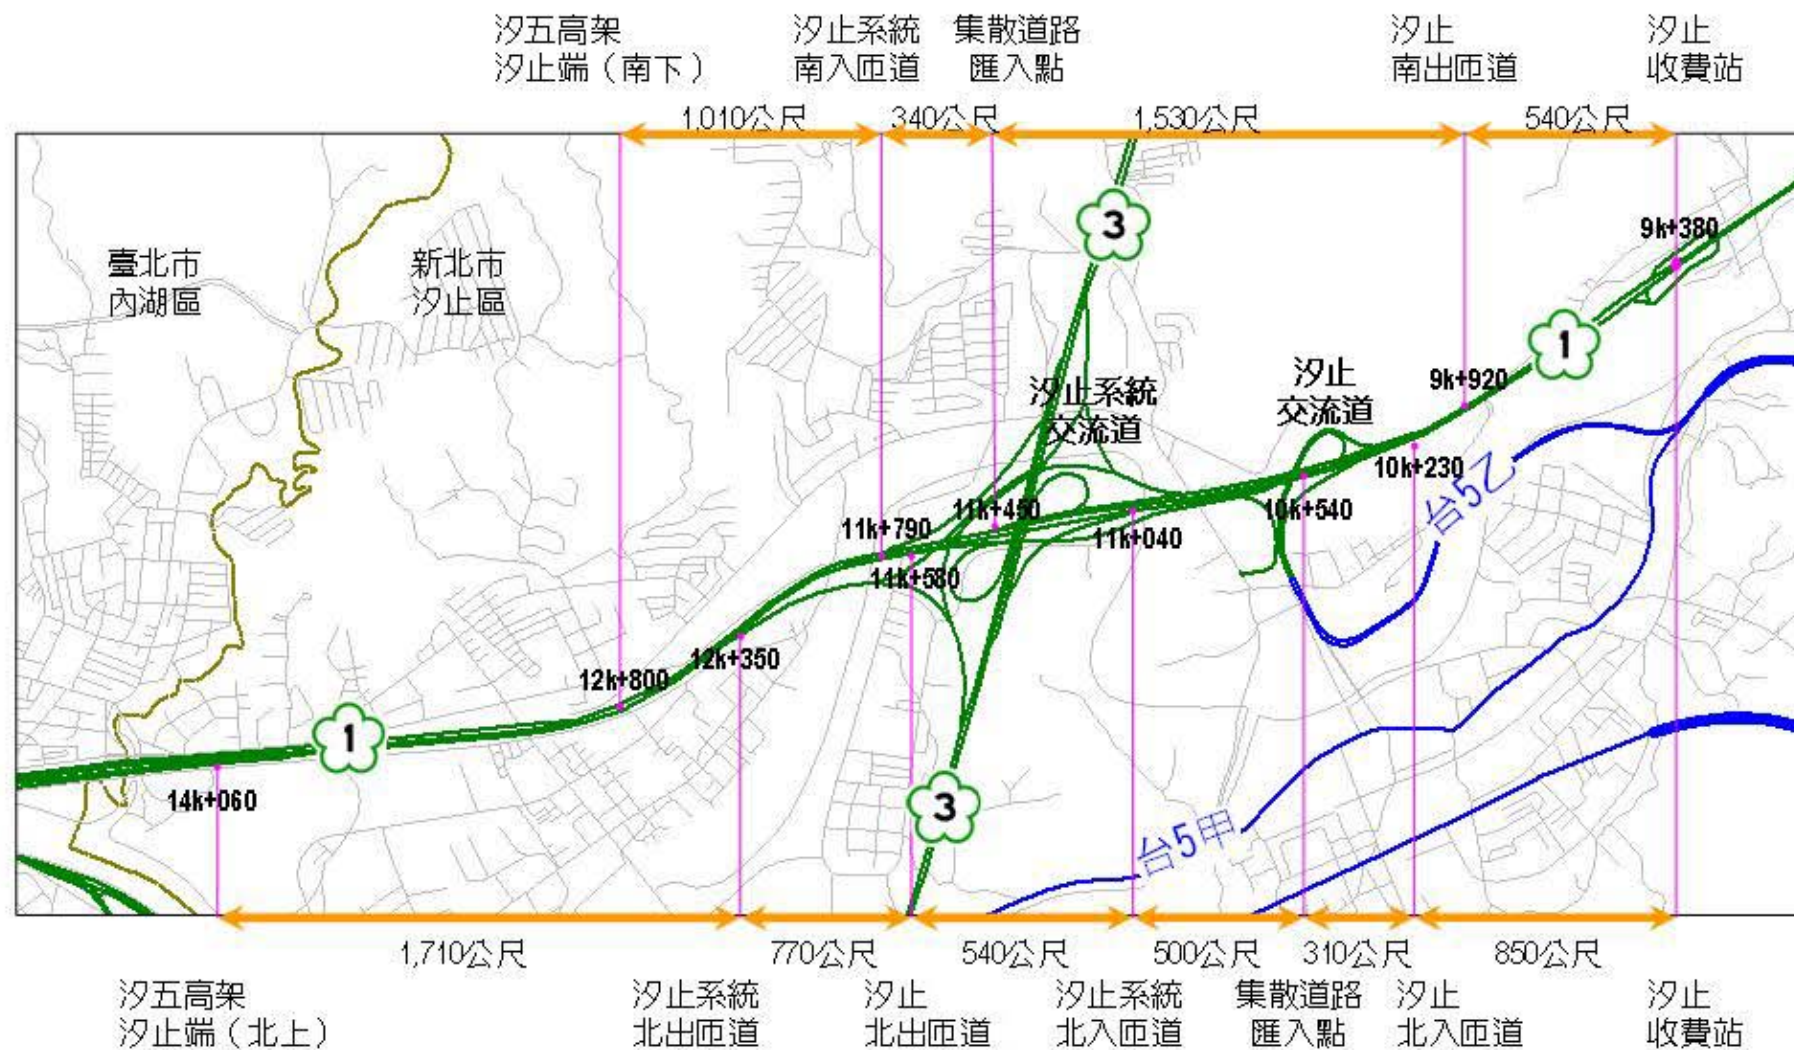 汐五高架
汐止端（南下）
汐止系統
南入匝道
集散道路
匯入點
汐止
南出匝道
汐止
收費站
1,010公尺
340公尺
1,530公尺
540公尺
3
9k+380
臺北市
內湖區
新北市
汐止區
1
汐止系統
交流道
汐止
交流道
9k+920
10k+230
台5乙
11k+450
10k+540
11k+790
11k+040
11k+580
12k+350
12k+800
1
14k+060
3
台5甲
1,710公尺
770公尺
540公尺
500公尺
310公尺
850公尺
汐五高架
汐止端（北上）
汐止系統
北出匝道
汐止
北出匝道
汐止系統
北入匝道
集散道路
匯入點
汐止
北入匝道
汐止
收費站